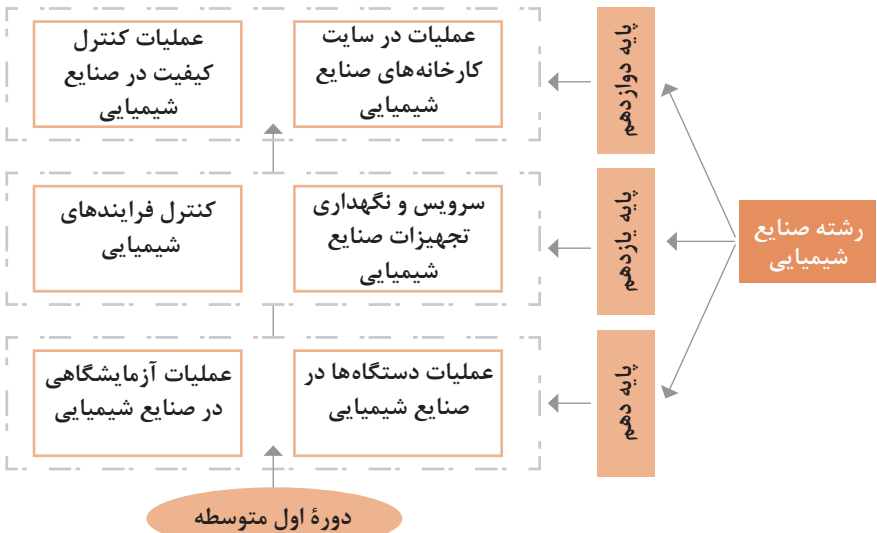 رشته صنایع
شیمیایی
پایه دوازدهم
عملیات در سایت
کارخانه‌های صنایع
شیمیایی
عملیات کنترل
کیفیت در صنایع
شیمیایی
پایه یازدهم
سرویس و نگهداری
تجهیزات صنایع
شیمیایی
کنترل فرایندهای
شیمیایی
پایه دهم
عملیات دستگاه‌ها در
صنایع شیمیایی
عملیات آزمایشگاهی
در صنایع شیمیایی
دورهٔ اول متوسطه